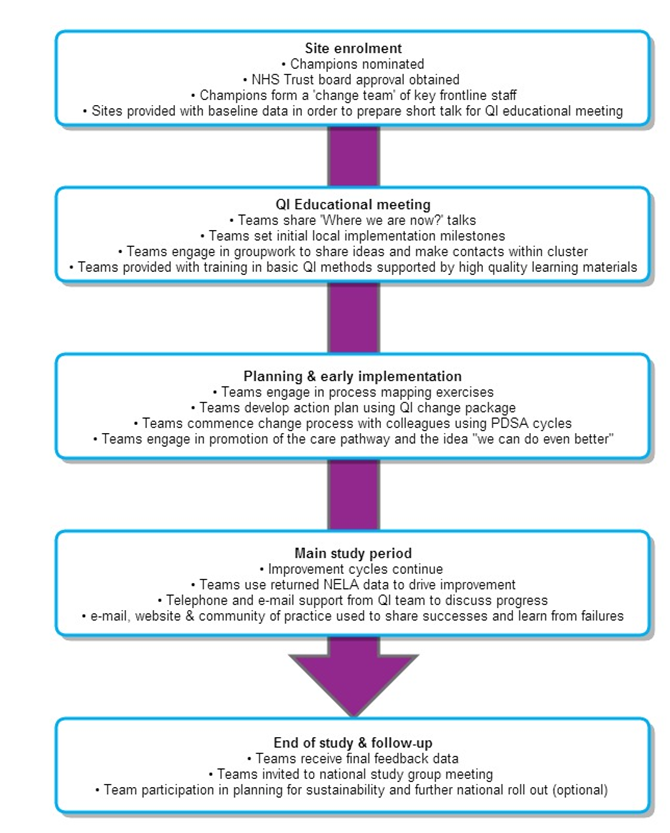 Site enrolment
• Champions nominated
• NHS Trust board approval obtained
• Champions form a 'change team' of key frontline staff
• Sites provided with baseline data in order to prepare short talk for QI educational meeting
QI Educational meeting
• Teams share 'Where we are now?' talks
• Teams set initial local implementation milestones
• Teams engage in groupwork to share ideas and make contacts within cluster
• Teams provided with training in basic QI methods supported by high quality learning materials
Planning & early implementation
• Teams engage in process mapping exercises
• Teams develop action plan using QI change package
• Teams commence change process with colleagues using PDSA cycles
• Teams engage in promotion of the care pathway and the idea "we can do even better"
Main study period
• Improvement cycles continue
• Teams use returned NELA data to drive improvement
• Telephone and e-mail support from QI team to discuss progress
• e-mail, website & community of practice used to share successes and learn from failures
End of study & follow-up
• Teams receive final feedback data
• Teams invited to national study group meeting
• Team participation in planning for sustainability and further national roll out (optional)